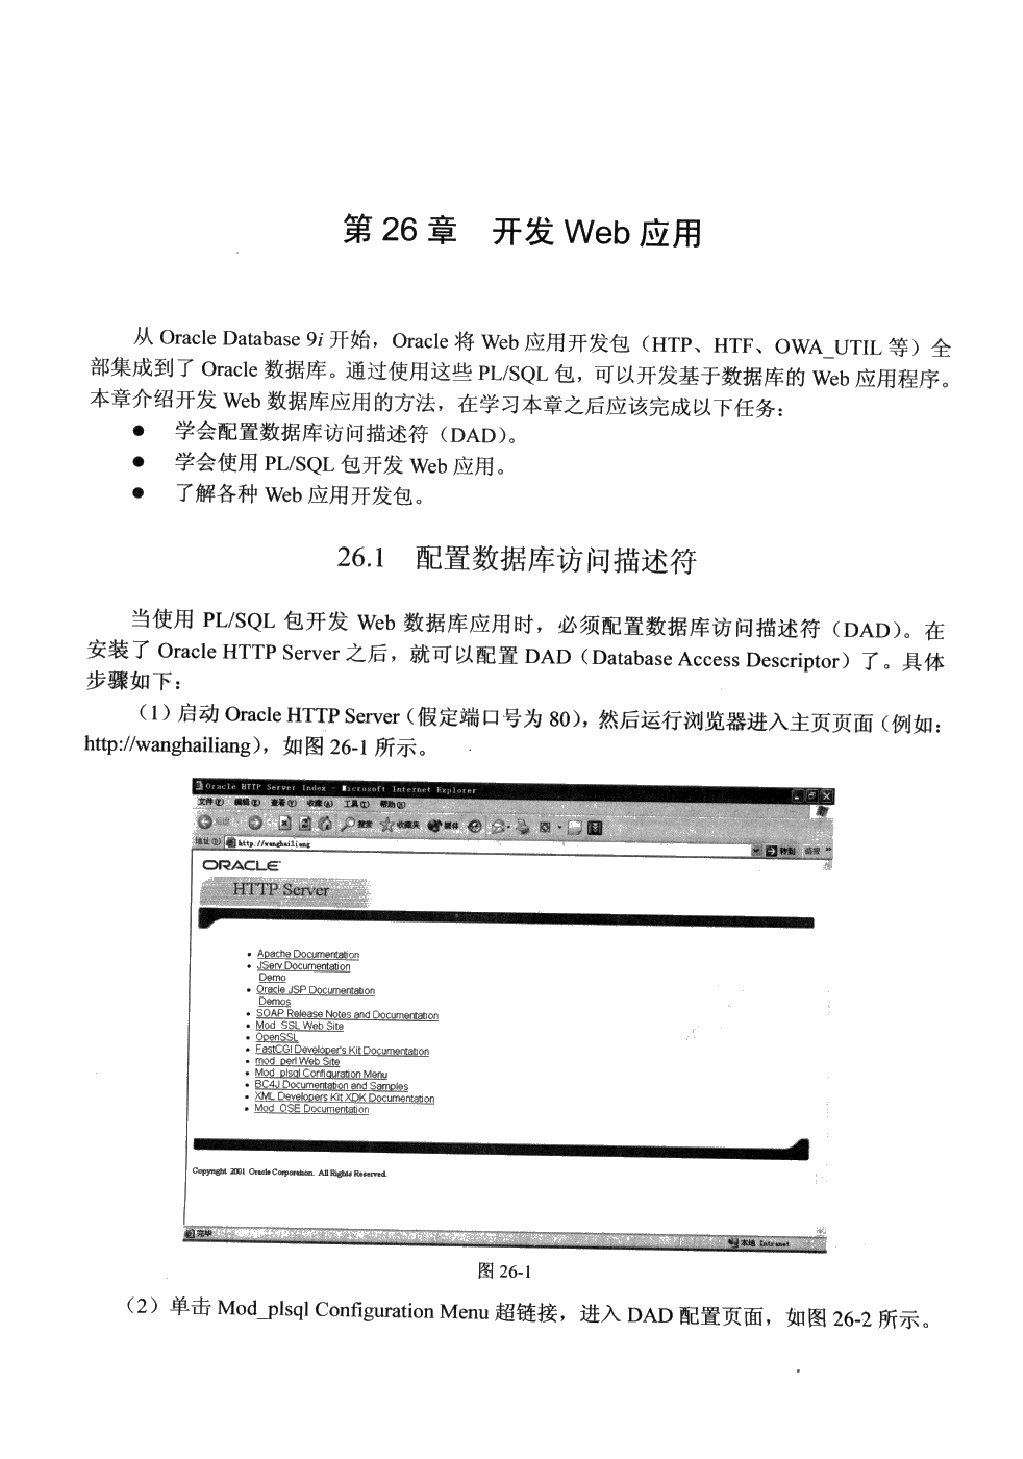 第 26 章 开发 Web 应用
从 Oracle Database 9i 开始，Oracle 将 Web 应用开发包（HTP、HTF、OWA_UTIL 等）全
部集成到了 Oracle 数据库。通过使用这些 PL/SQL 包，可以开发基于数据库的 Web 应用程序。
本章介绍开发 Web 数据库应用的方法，在学习本章之后应该完成以下任务：
● 学会配置数据库访问描述符（DAD）。
● 学会使用 PL/SQL 包开发 Web 应用。
● 了解各种 Web 应用开发包。
26.1 配置数据库访问描述符
当使用 PL/SQL 包开发 Web 数据库应用时，必须配置数据库访问描述符（DAD）。在
安装了 Oracle HTTP Server 之后，就可以配置 DAD（Database Access Descriptor）了。具体
步骤如下：
（1）启动 Oracle HTTP Server（假定端口号为 80），然后运行浏览器进入主页页面（例如：
http://wanghailiang），如图 26-1 所示。
Oracle HTTP Server Index - Microsoft Internet Explorer
文件(F) 编辑(E) 查看(V) 收藏(A) 工具(T) 帮助(H)
搜索 收藏夹 媒体
地址(D) http://wanghailiang 转到 链接 »
ORACLE
HTTP Server
• Apache Documentation
• JServ Documentation
Demo
• Oracle JSP Documentation
Demos
• SOAP Release Notes and Documentation
• Mod_SSL Web Site
• OpenSSL
• FastCGI Developer's Kit Documentation
• mod_perl Web Site
• Mod_plsql Configuration Menu
• BC4J Documentation and Samples
• XML Developers Kit XDK Documentation
• Mod_OSE Documentation
Copyright 2001 Oracle Corporation. All Rights Reserved.
完毕 本地 Intranet
图 26-1
（2）单击 Mod_plsql Configuration Menu 超链接，进入 DAD 配置页面，如图 26-2 所示。